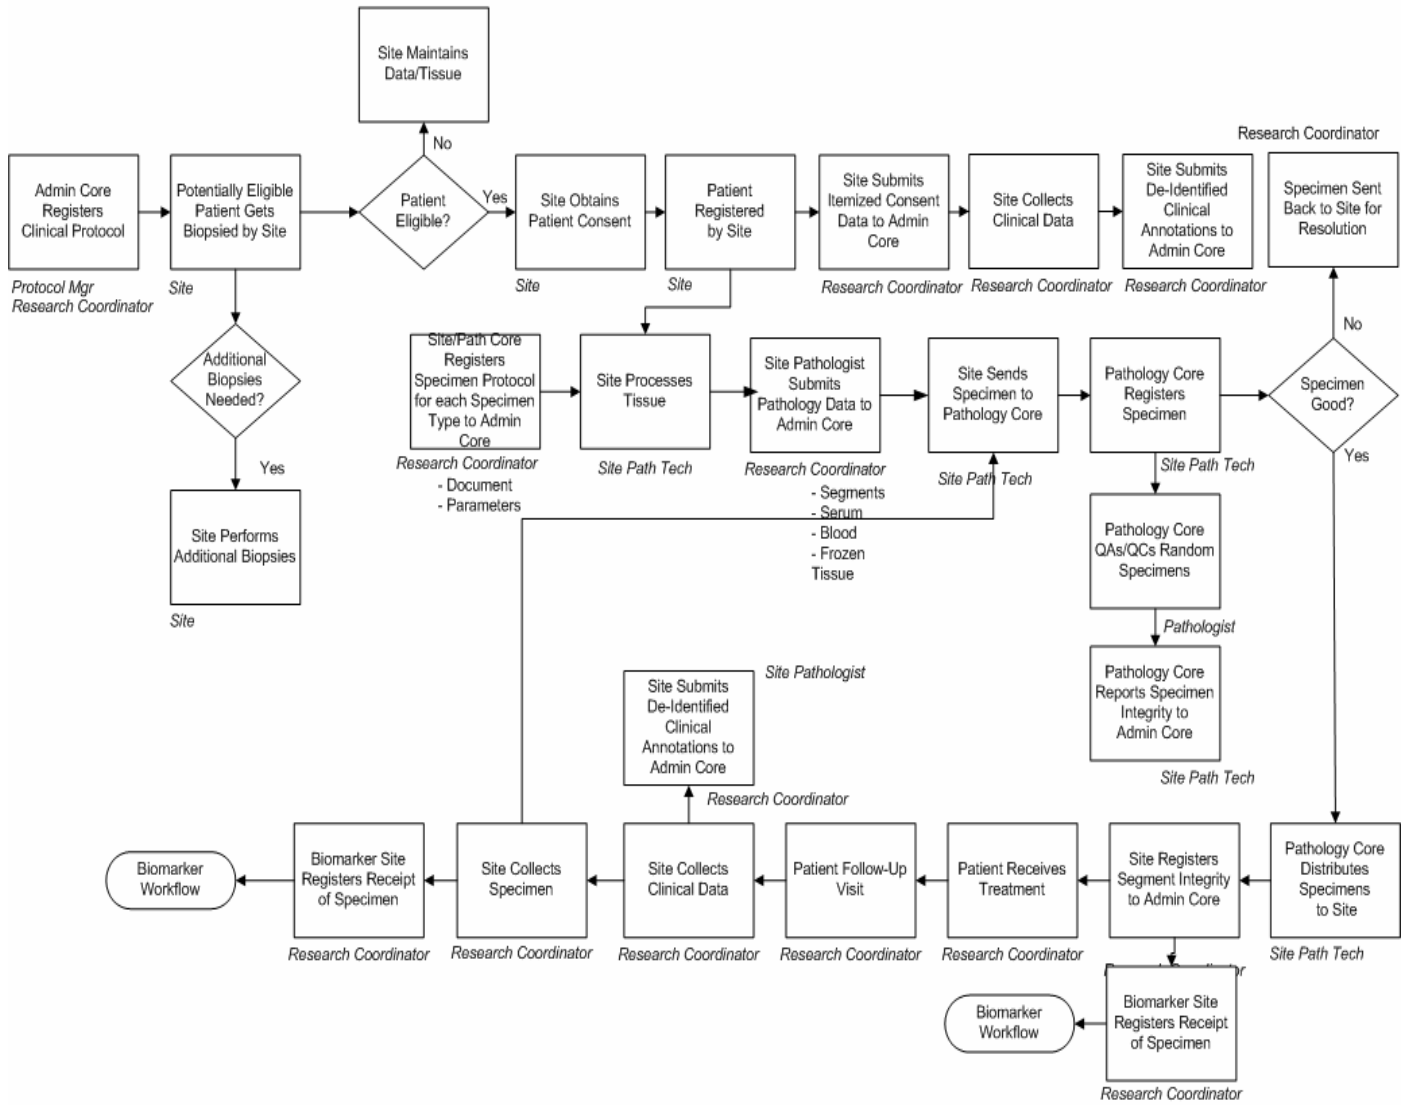 Site Maintains
Data/Tissue
No
Research Coordinator
Admin Core
Registers
Clinical Protocol
Potentially Eligible
Patient Gets
Biopsied by Site
Patient
Eligible?
Yes
Site Obtains
Patient Consent
Patient
Registered
by Site
Site Submits
Itemized Consent
Data to Admin
Core
Site Collects
Clinical Data
Site Submits
De-Identified
Clinical
Annotations to
Admin Core
Specimen Sent
Back to Site for
Resolution
Protocol Mgr
Research Coordinator
Site
Site
Site
Research Coordinator
Research Coordinator
Research Coordinator
No
Additional
Biopsies
Needed?
Yes
Site/Path Core
Registers
Specimen Protocol
for each Specimen
Type to Admin
Core
Site Processes
Tissue
Site Pathologist
Submits
Pathology Data to
Admin Core
Site Sends
Specimen to
Pathology Core
Pathology Core
Registers
Specimen
Specimen
Good?
Yes
Research Coordinator
- Document
- Parameters
Site Path Tech
Research Coordinator
- Segments
- Serum
- Blood
- Frozen
Tissue
Site Path Tech
Site Path Tech
Site Performs
Additional Biopsies
Site
Pathology Core
QAs/QCs Random
Specimens
Pathologist
Pathology Core
Reports Specimen
Integrity to
Admin Core
Site Path Tech
Site Pathologist
Site Submits
De-Identified
Clinical
Annotations to
Admin Core
Research Coordinator
Biomarker
Workflow
Biomarker Site
Registers Receipt
of Specimen
Site Collects
Specimen
Site Collects
Clinical Data
Patient Follow-Up
Visit
Patient Receives
Treatment
Site Registers
Segment Integrity
to Admin Core
Pathology Core
Distributes
Specimens
to Site
Research Coordinator
Research Coordinator
Research Coordinator
Research Coordinator
Research Coordinator
Research Coordinator
Site Path Tech
Biomarker
Workflow
Biomarker Site
Registers Receipt
of Specimen
Research Coordinator